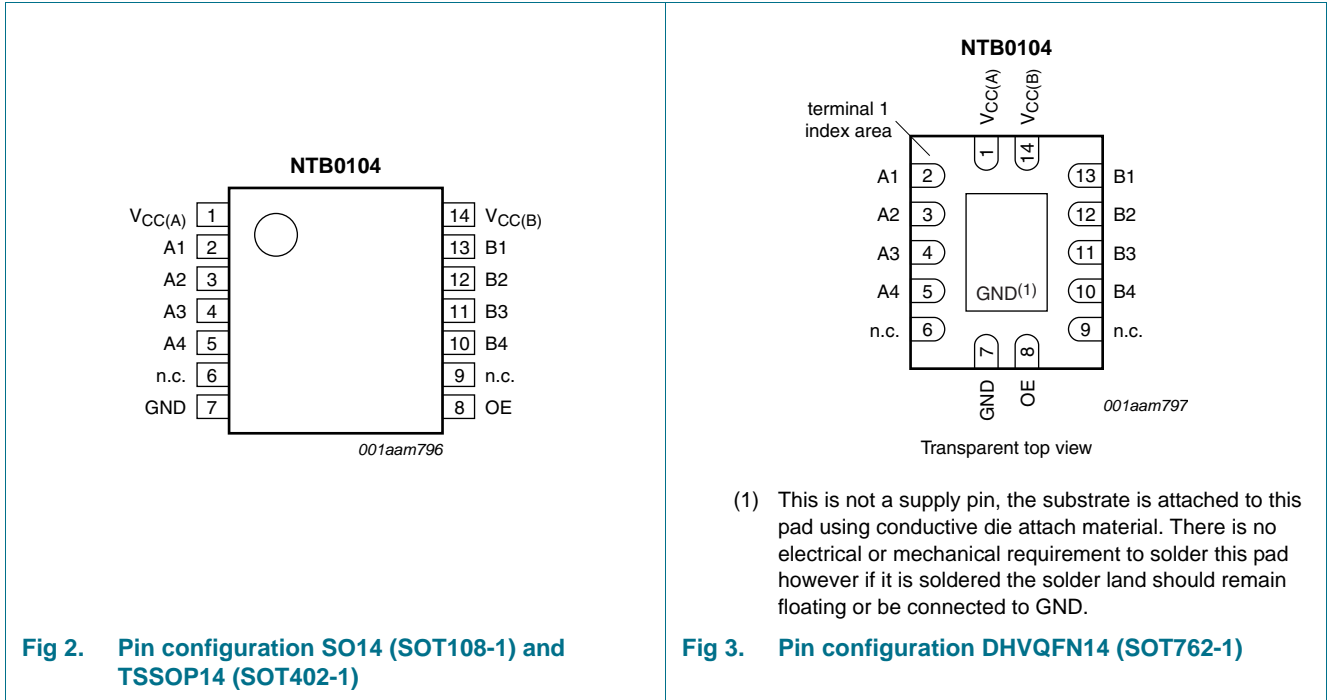 NTB0104
VCC(A) 1 14 VCC(B)
A1 2 13 B1
A2 3 12 B2
A3 4 11 B3
A4 5 10 B4
n.c. 6 9 n.c.
GND 7 8 OE
001aam796
Fig 2. Pin configuration SO14 (SOT108-1) and
TSSOP14 (SOT402-1)
NTB0104
VCC(A) VCC(B)
terminal 1
index area
1 14
A1 2 13 B1
A2 3 12 B2
A3 4 11 B3
A4 5 GND(1) 10 B4
n.c. 6 9 n.c.
7 8
GND OE
001aam797
Transparent top view
(1) This is not a supply pin, the substrate is attached to this
pad using conductive die attach material. There is no
electrical or mechanical requirement to solder this pad
however if it is soldered the solder land should remain
floating or be connected to GND.
Fig 3. Pin configuration DHVQFN14 (SOT762-1)